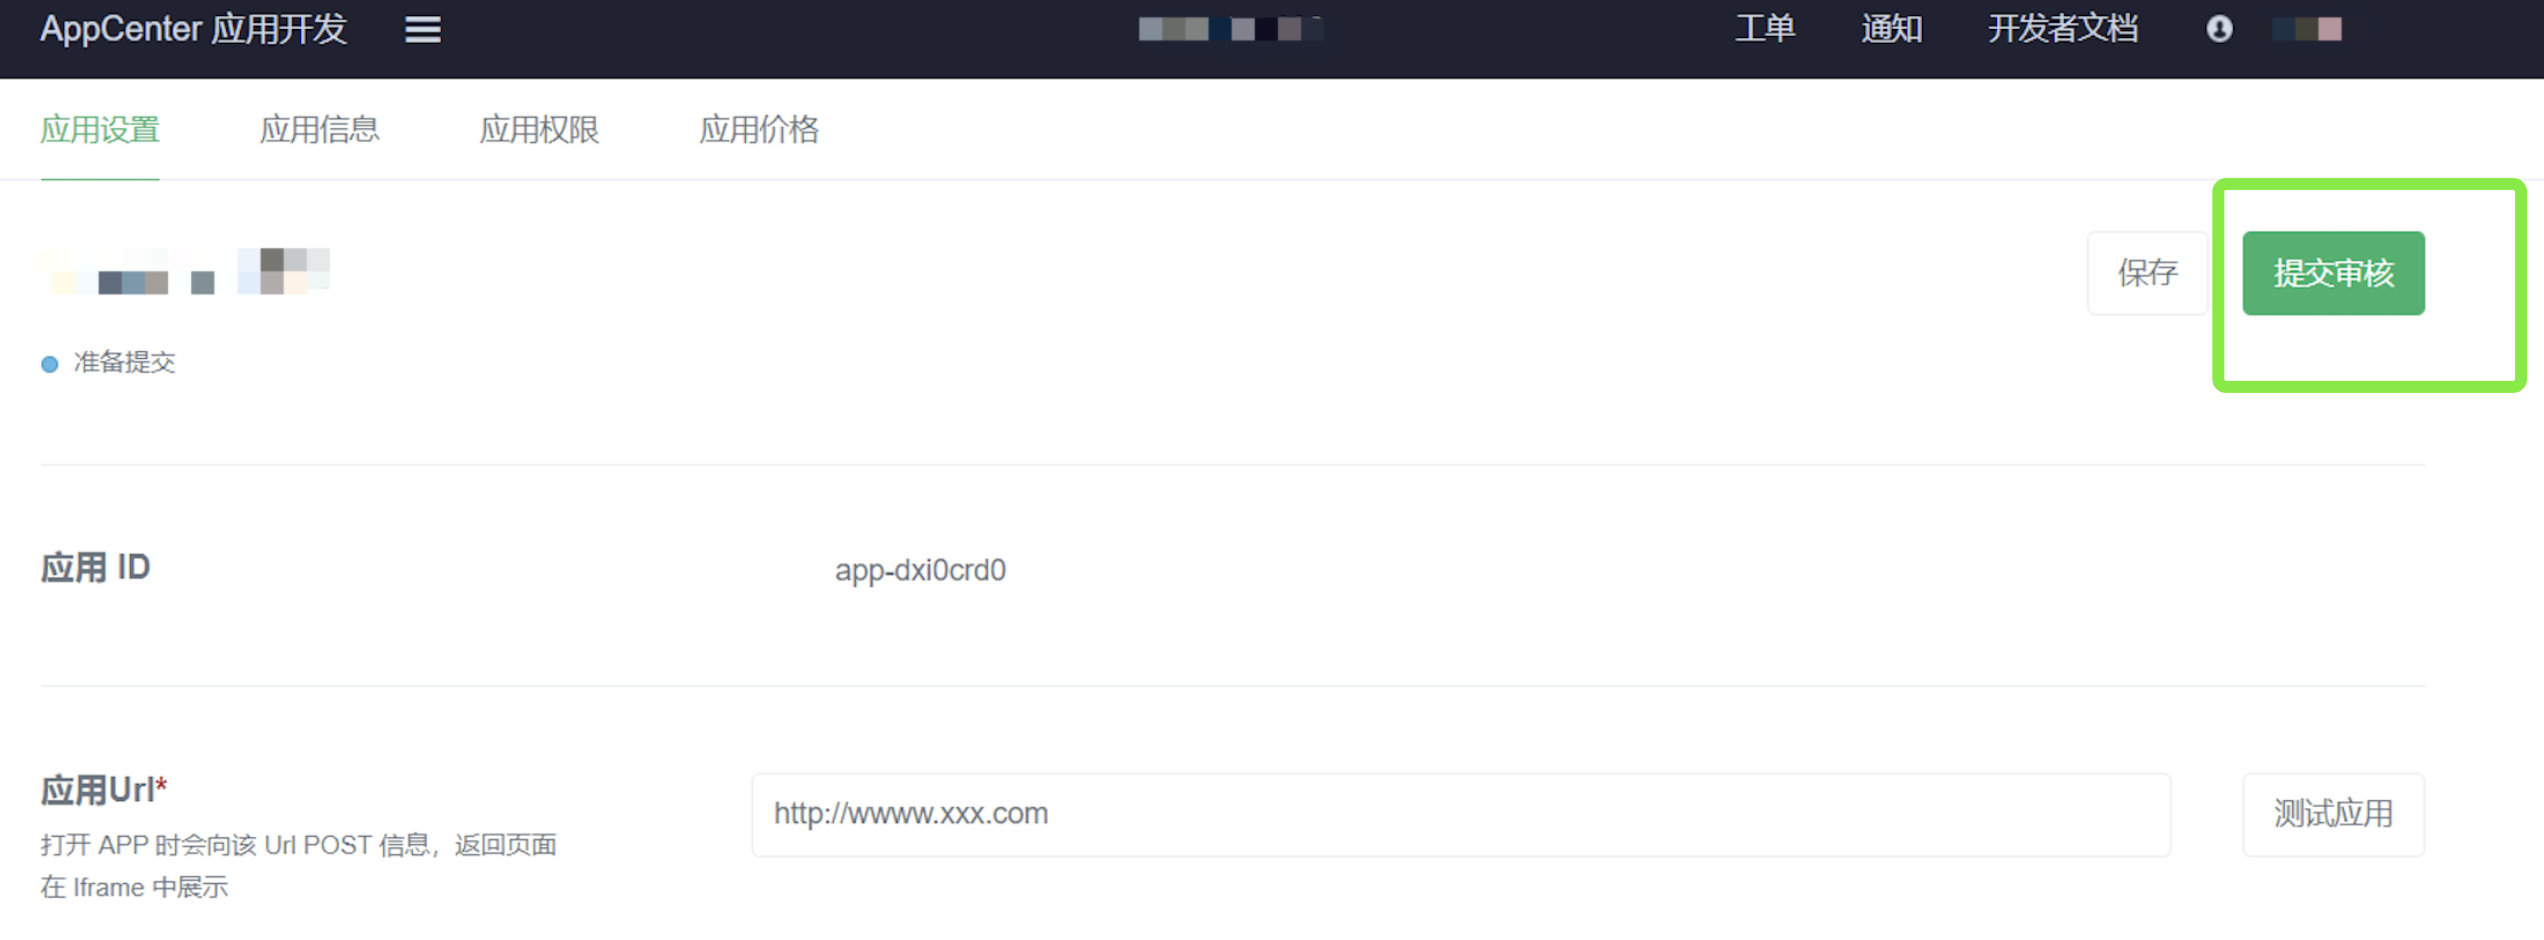 AppCenter 应用开发
工单 通知 开发者文档
应用设置 应用信息 应用权限 应用价格
保存 提交审核
准备提交
应用 ID app-dxi0crd0
应用Url* http://wwww.xxx.com 测试应用
打开 APP 时会向该 Url POST 信息，返回页面
在 Iframe 中展示